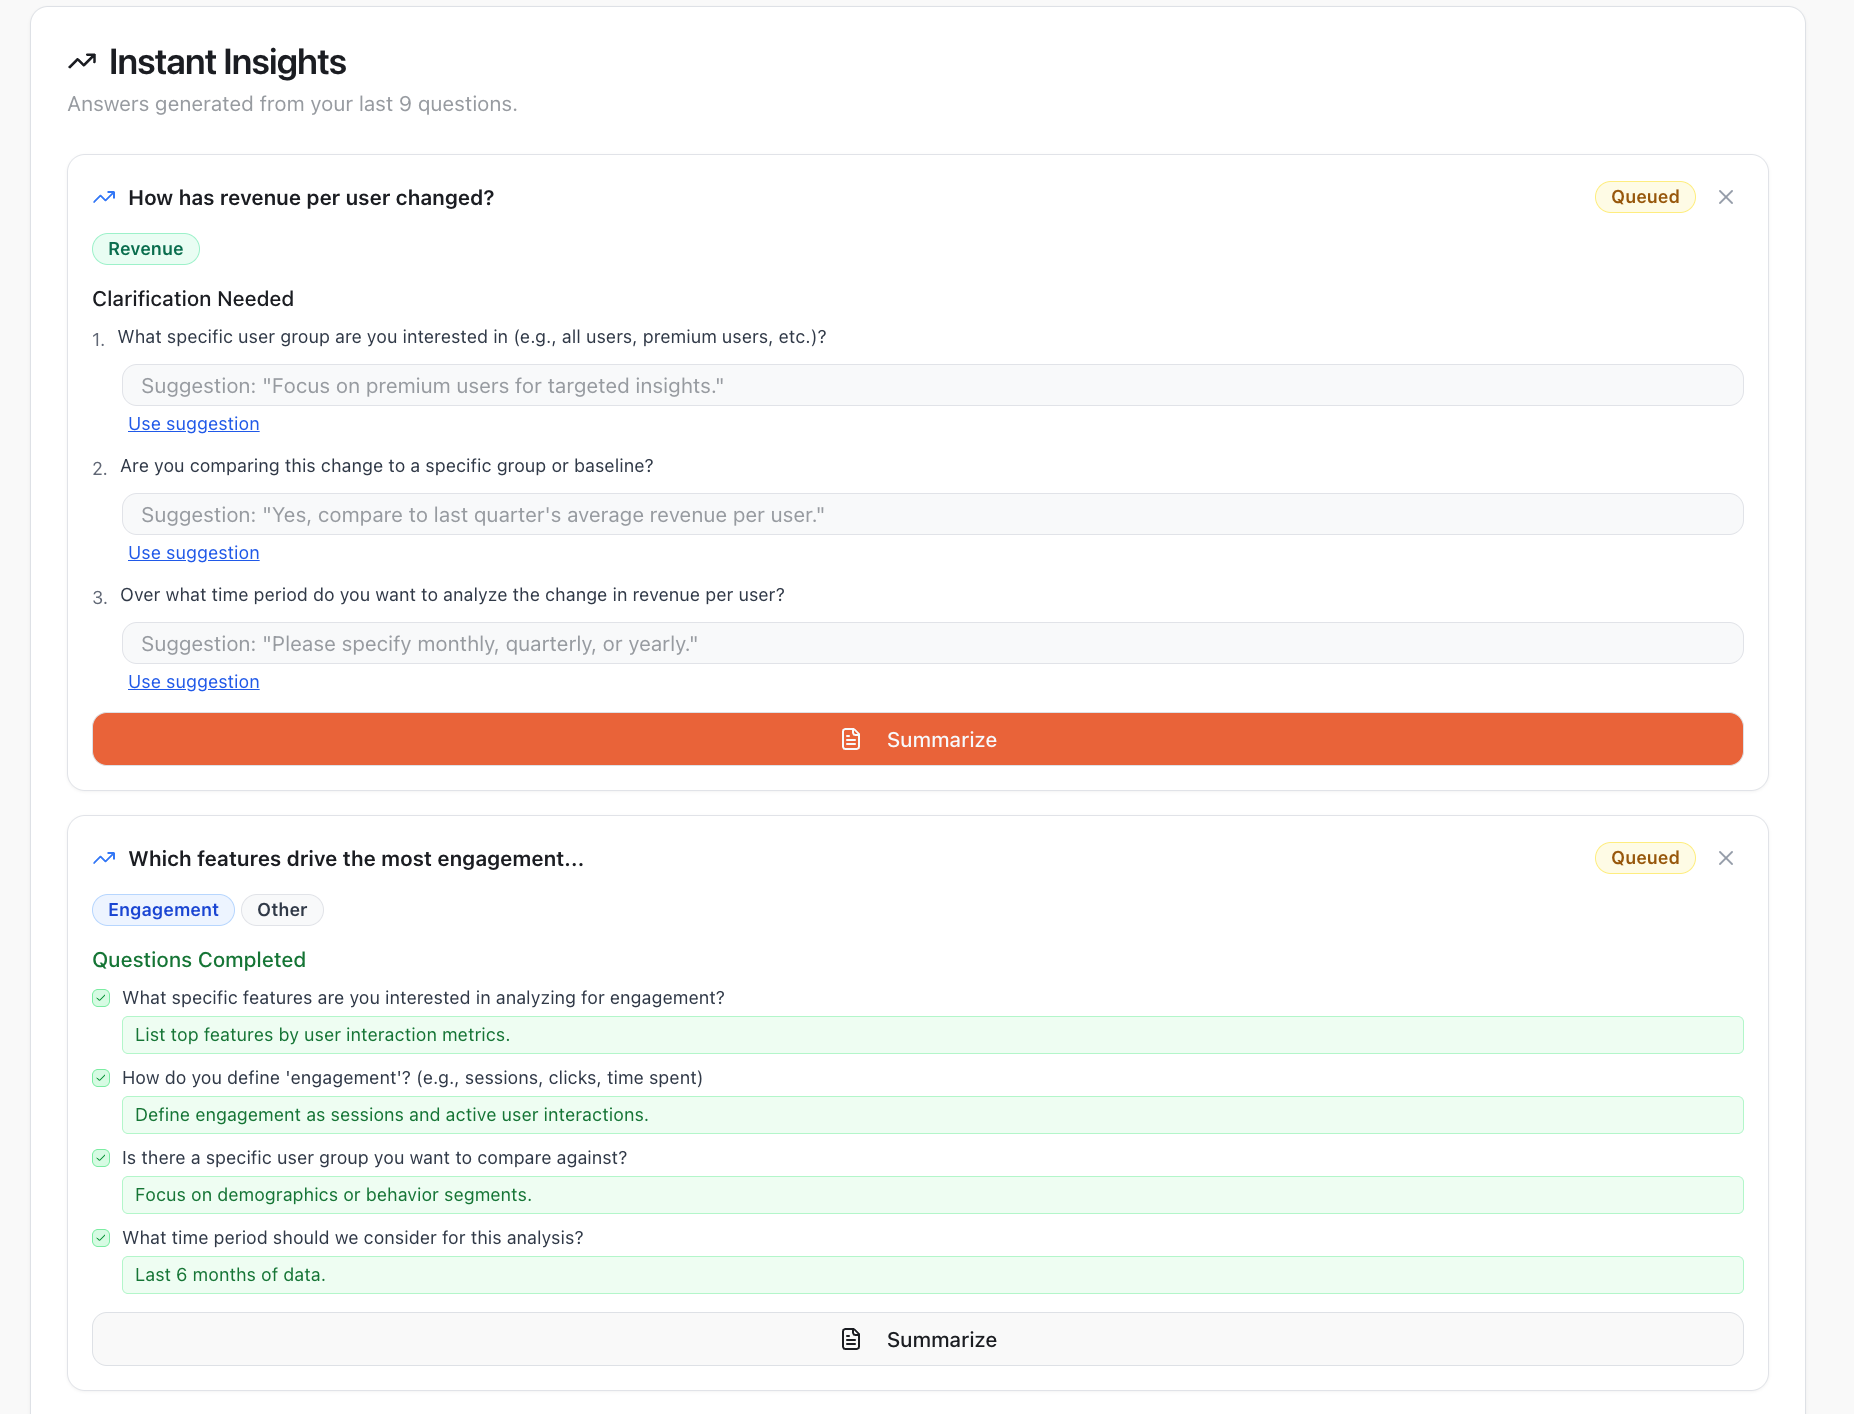 Instant Insights
Answers generated from your last 9 questions.
How has revenue per user changed?
Queued
Revenue
Clarification Needed
1. What specific user group are you interested in (e.g., all users, premium users, etc.)?
Suggestion: "Focus on premium users for targeted insights."
Use suggestion
2. Are you comparing this change to a specific group or baseline?
Suggestion: "Yes, compare to last quarter's average revenue per user."
Use suggestion
3. Over what time period do you want to analyze the change in revenue per user?
Suggestion: "Please specify monthly, quarterly, or yearly."
Use suggestion
Summarize
Which features drive the most engagement...
Queued
Engagement Other
Questions Completed
What specific features are you interested in analyzing for engagement?
List top features by user interaction metrics.
How do you define 'engagement'? (e.g., sessions, clicks, time spent)
Define engagement as sessions and active user interactions.
Is there a specific user group you want to compare against?
Focus on demographics or behavior segments.
What time period should we consider for this analysis?
Last 6 months of data.
Summarize